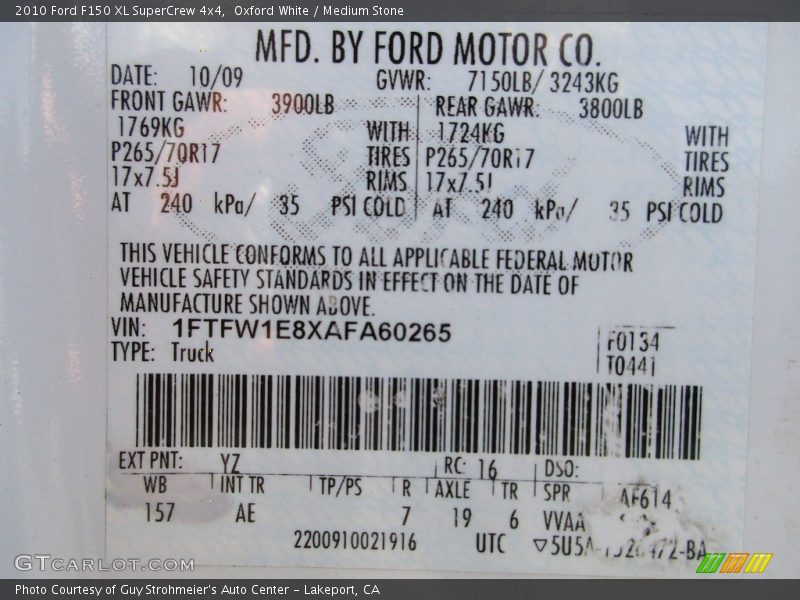 2010 Ford F150 XL SuperCrew 4x4, Oxford White / Medium Stone
MFD. BY FORD MOTOR CO.
DATE: 10/09 GVWR: 7150LB/ 3243KG
FRONT GAWR: 3900LB REAR GAWR: 3800LB
1769KG WITH 1724KG WITH
P265/70R17 TIRES P265/70R17 TIRES
17x7.5J RIMS 17x7.5J RIMS
AT 240 kPa/ 35 PSI COLD AT 240 kPa/ 35 PSI COLD
THIS VEHICLE CONFORMS TO ALL APPLICABLE FEDERAL MOTOR
VEHICLE SAFETY STANDARDS IN EFFECT ON THE DATE OF
MANUFACTURE SHOWN ABOVE.
VIN: 1FTFW1E8XAFA60265 F0134
TYPE: Truck T0441
EXT PNT: YZ RC: 16 DSO:
WB INT TR TP/PS R AXLE TR SPR AF614
157 AE 7 19 6 VVAA
2200910021916 UTC
GTCARLOT.COM
Photo Courtesy of Guy Strohmeier's Auto Center – Lakeport, CA